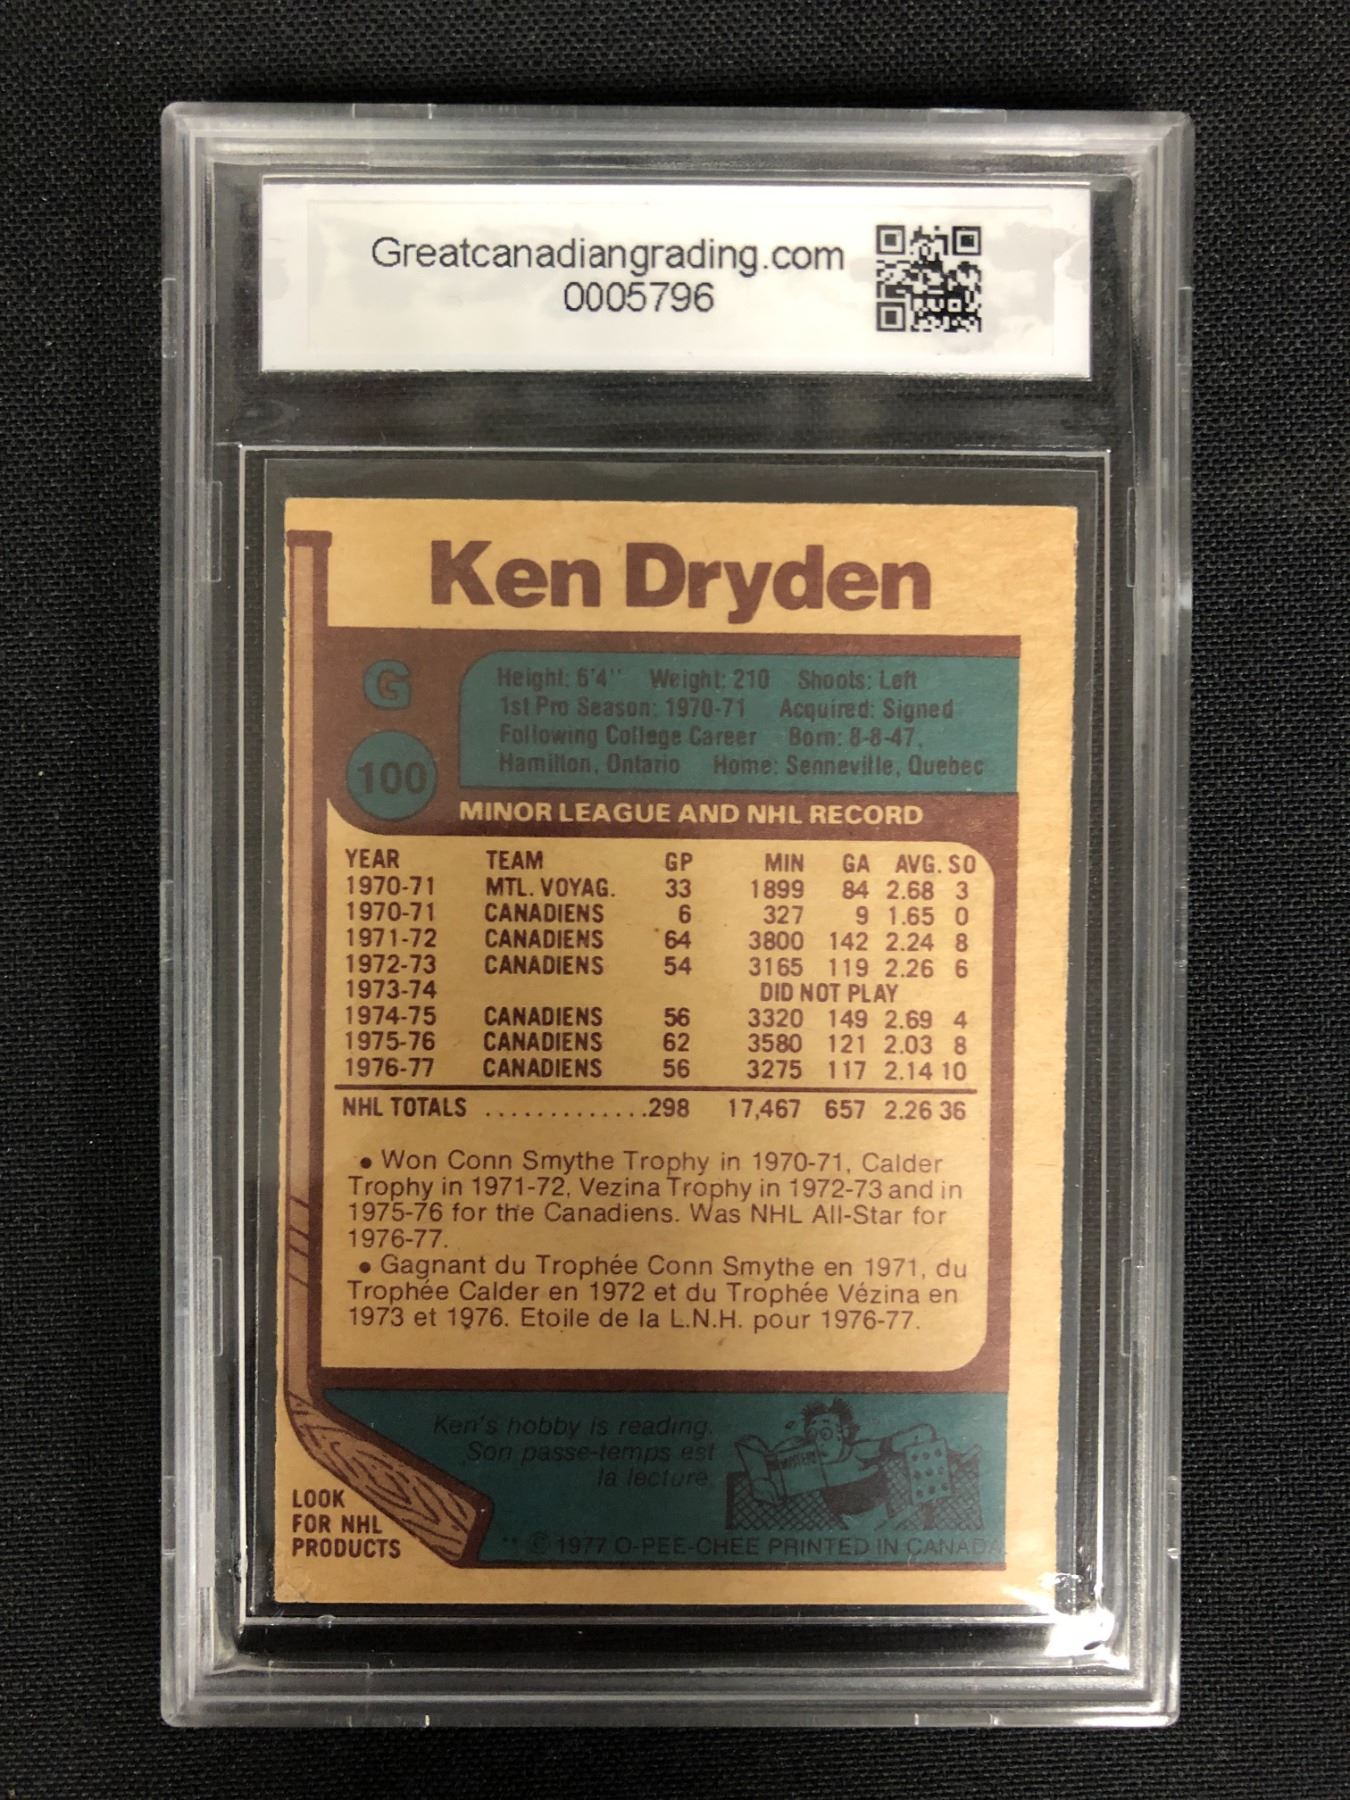 Greatcanadiangrading.com
0005796
Ken Dryden
G
100
Height: 6'4" Weight: 210 Shoots: Left
1st Pro Season: 1970-71 Acquired: Signed
Following College Career Born: 8-8-47,
Hamilton, Ontario Home: Senneville, Quebec
MINOR LEAGUE AND NHL RECORD
YEAR TEAM GP MIN GA AVG. SO
1970-71 MTL. VOYAG. 33 1899 84 2.68 3
1970-71 CANADIENS 6 327 9 1.65 0
1971-72 CANADIENS 64 3800 142 2.24 8
1972-73 CANADIENS 54 3165 119 2.26 6
1973-74 DID NOT PLAY
1974-75 CANADIENS 56 3320 149 2.69 4
1975-76 CANADIENS 62 3580 121 2.03 8
1976-77 CANADIENS 56 3275 117 2.14 10
NHL TOTALS ..............298 17,467 657 2.26 36
• Won Conn Smythe Trophy in 1970-71, Calder
Trophy in 1971-72, Vezina Trophy in 1972-73 and in
1975-76 for the Canadiens. Was NHL All-Star for
1976-77.
• Gagnant du Trophée Conn Smythe en 1971, du
Trophée Calder en 1972 et du Trophée Vézina en
1973 et 1976. Etoile de la L.N.H. pour 1976-77.
Ken's hobby is reading.
Son passe-temps est
la lecture.
MYSTERY
LOOK
FOR NHL
PRODUCTS
** © 1977 O-PEE-CHEE PRINTED IN CANADA